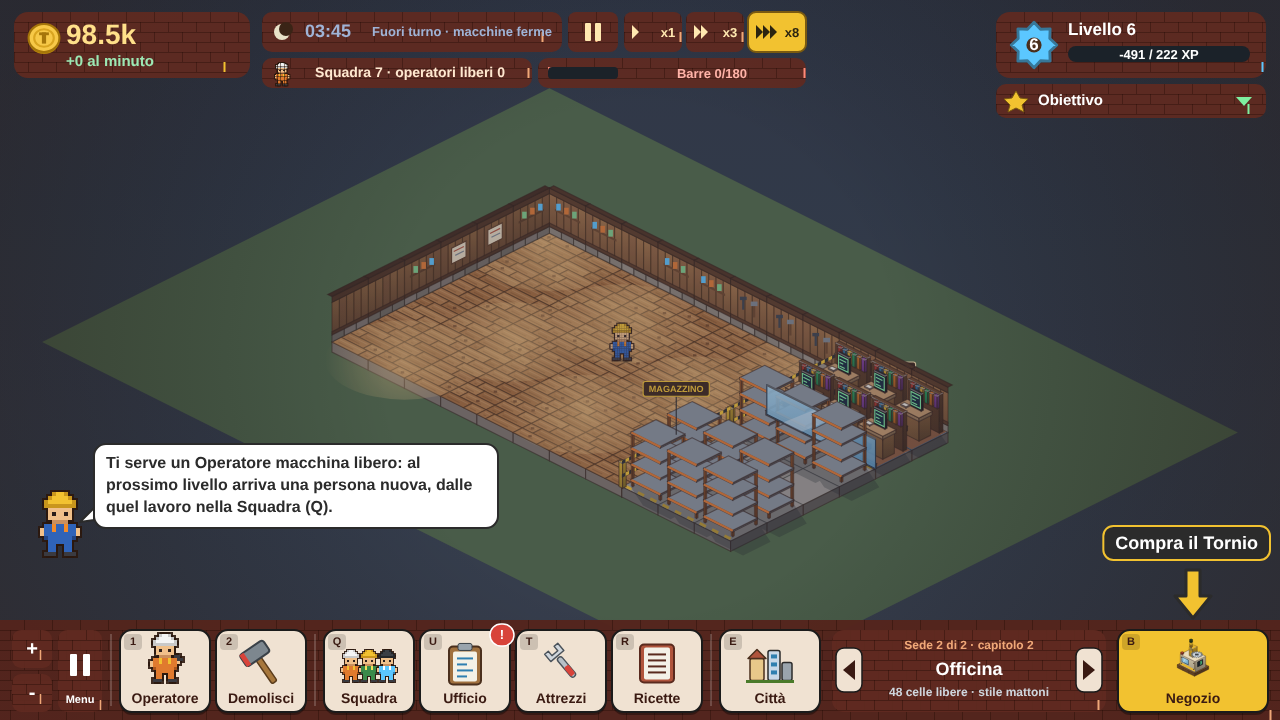 98.5k
+0 al minuto
03:45
Fuori turno · macchine ferme
x1
x3
x8
Squadra 7 · operatori liberi 0
Barre 0/180
6
Livello 6
-491 / 222 XP
Obiettivo
MAGAZZINO
Ti serve un Operatore macchina libero: al
prossimo livello arriva una persona nuova, dalle
quel lavoro nella Squadra (Q).
Compra il Tornio
+
-
Menu
1
Operatore
2
Demolisci
Q
Squadra
U
!
Ufficio
T
Attrezzi
R
Ricette
E
Città
Sede 2 di 2 · capitolo 2
Officina
48 celle libere · stile mattoni
B
Negozio